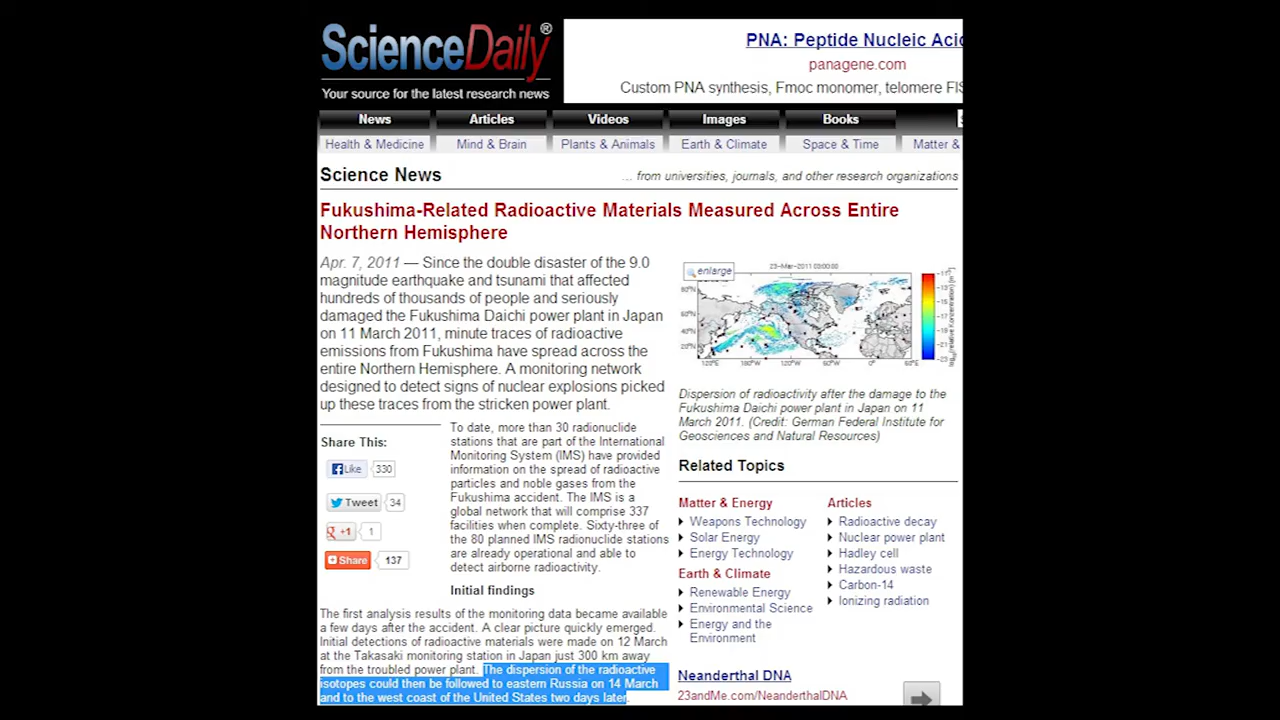 ScienceDaily®
Your source for the latest research news
PNA: Peptide Nucleic Acid
panagene.com
Custom PNA synthesis, Fmoc monomer, telomere FIS
News Articles Videos Images Books
Health & Medicine Mind & Brain Plants & Animals Earth & Climate Space & Time Matter &
Science News
... from universities, journals, and other research organizations
Fukushima-Related Radioactive Materials Measured Across Entire
Northern Hemisphere
Apr. 7, 2011 — Since the double disaster of the 9.0
magnitude earthquake and tsunami that affected
hundreds of thousands of people and seriously
damaged the Fukushima Daichi power plant in Japan
on 11 March 2011, minute traces of radioactive
emissions from Fukushima have spread across the
entire Northern Hemisphere. A monitoring network
designed to detect signs of nuclear explosions picked
up these traces from the stricken power plant.
Share This:
Like 330
Tweet 34
+1 1
Share 137
To date, more than 30 radionuclide
stations that are part of the International
Monitoring System (IMS) have provided
information on the spread of radioactive
particles and noble gases from the
Fukushima accident. The IMS is a
global network that will comprise 337
facilities when complete. Sixty-three of
the 80 planned IMS radionuclide stations
are already operational and able to
detect airborne radioactivity.
Initial findings
The first analysis results of the monitoring data became available
a few days after the accident. A clear picture quickly emerged.
Initial detections of radioactive materials were made on 12 March
at the Takasaki monitoring station in Japan just 300 km away
from the troubled power plant. The dispersion of the radioactive
isotopes could then be followed to eastern Russia on 14 March
and to the west coast of the United States two days later.
enlarge
23-Mar-2011 00:00:00
120°E 180°W 120°W 60°W 0° 60°E
Dispersion of radioactivity after the damage to the
Fukushima Daichi power plant in Japan on 11
March 2011. (Credit: German Federal Institute for
Geosciences and Natural Resources)
Related Topics
Matter & Energy
Weapons Technology
Solar Energy
Energy Technology
Earth & Climate
Renewable Energy
Environmental Science
Energy and the
Environment
Articles
Radioactive decay
Nuclear power plant
Hadley cell
Hazardous waste
Carbon-14
Ionizing radiation
Neanderthal DNA
23andMe.com/NeanderthalDNA